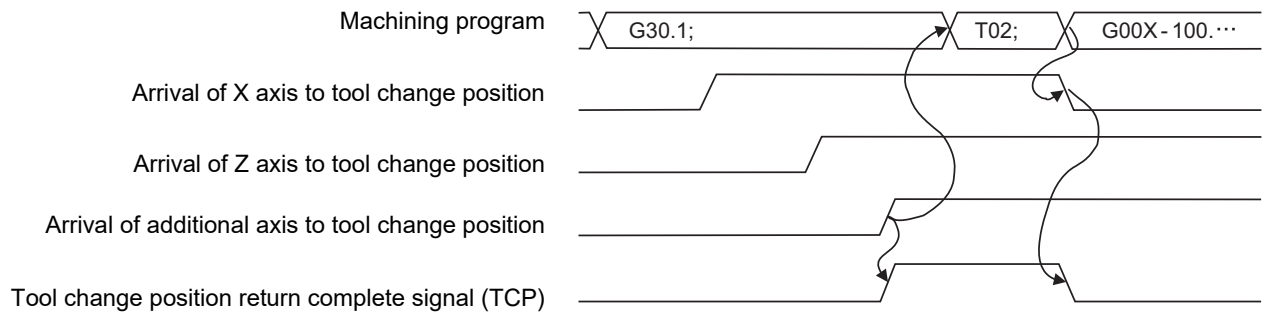 Machining program
G30.1;
T02;
G00X-100.…
Arrival of X axis to tool change position
Arrival of Z axis to tool change position
Arrival of additional axis to tool change position
Tool change position return complete signal (TCP)